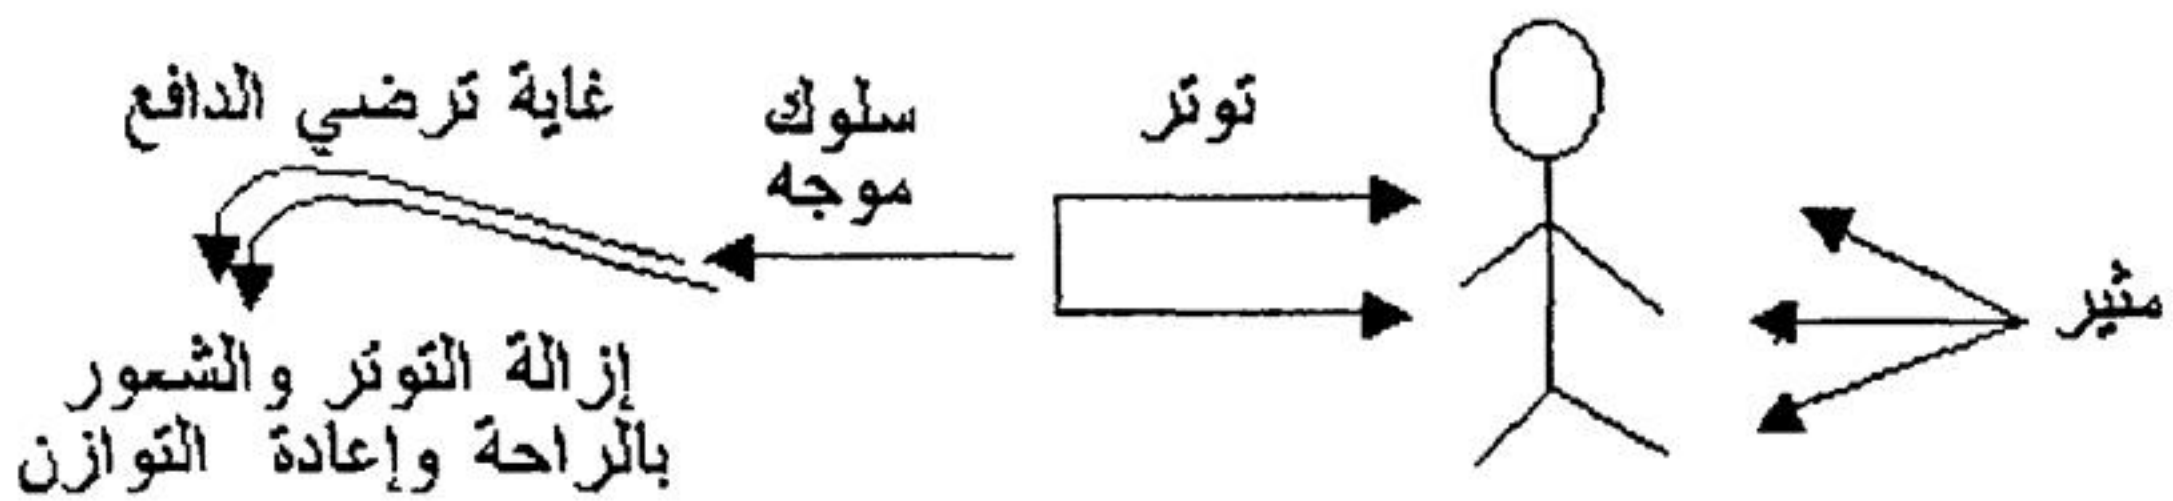 مثير
توتر
سلوك
موجه
غاية ترضي الدافع
إزالة التوتر والشعور
بالراحة وإعادة التوازن